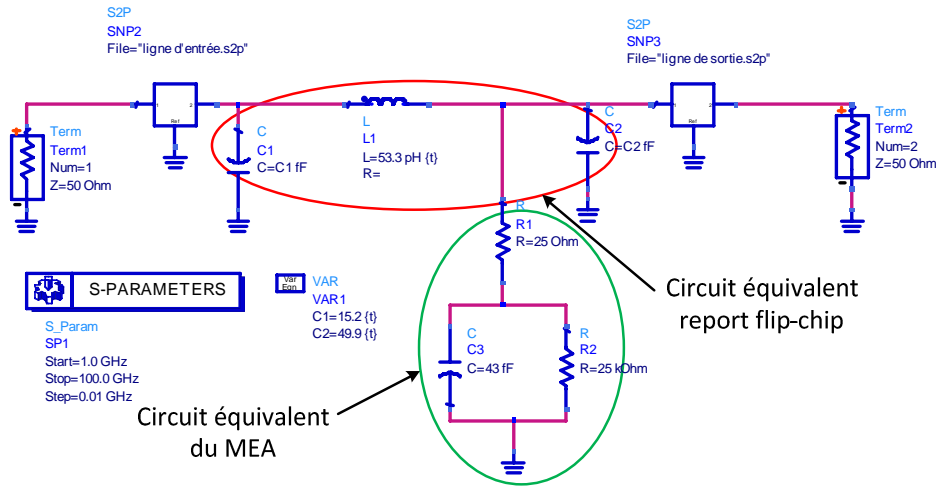 S2P
SNP2
File="ligne d'entrée.s2p"
1
2
Ref
S2P
SNP3
File="ligne de sortie.s2p"
1
2
Ref
+
Term
Term1
Num=1
Z=50 Ohm
-
C
C1
C=C1 fF
L
L1
L=53.3 pH {t}
R=
C
C2
C=C2 fF
+
Term
Term2
Num=2
Z=50 Ohm
-
R
R1
R=25 Ohm
S-PARAMETERS
S_Param
SP1
Start=1.0 GHz
Stop=100.0 GHz
Step=0.01 GHz
Var
Eqn
VAR
VAR1
C1=15.2 {t}
C2=49.9 {t}
C
C3
C=43 fF
R
R2
R=25 kOhm
Circuit équivalent
report flip-chip
Circuit équivalent
du MEA